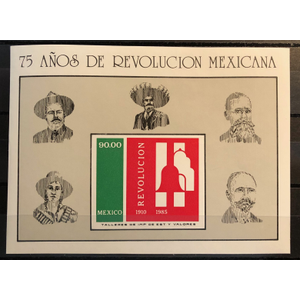 75 AÑOS DE REVOLUCION MEXICANA
90.00
REVOLUCION
MEXICO
1910 1985
TALLERES DE IMP. DE EST. Y VALORES